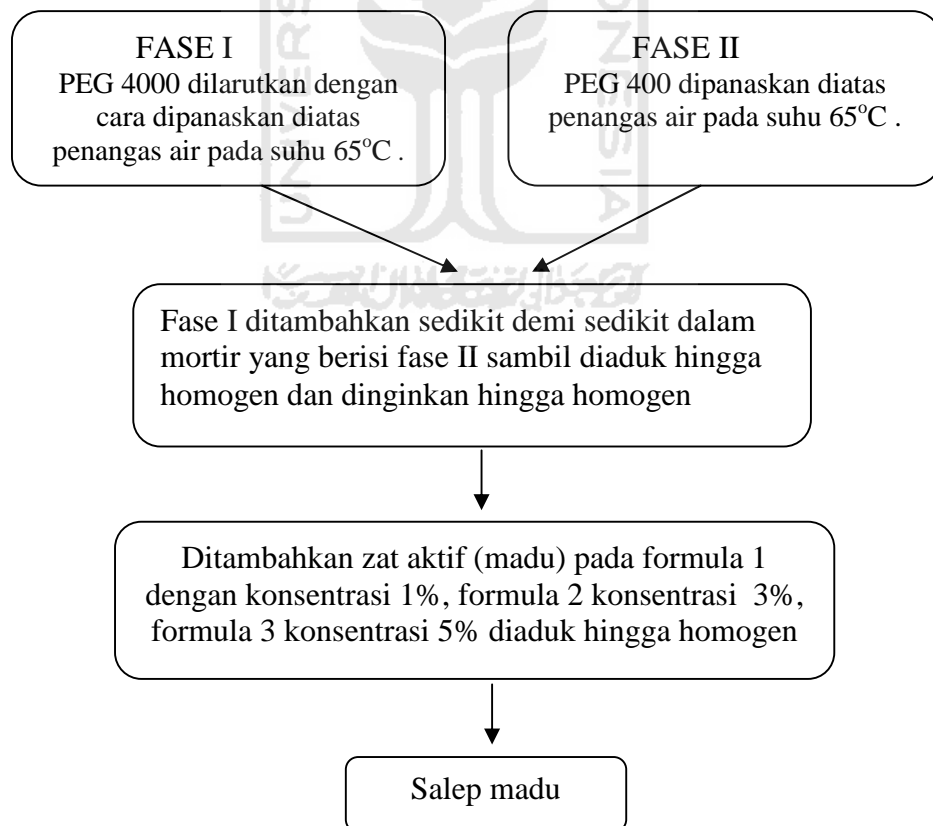 FASE I
PEG 4000 dilarutkan dengan
cara dipanaskan diatas
penangas air pada suhu 65°C .
FASE II
PEG 400 dipanaskan diatas
penangas air pada suhu 65°C .
Fase I ditambahkan sedikit demi sedikit dalam
mortir yang berisi fase II sambil diaduk hingga
homogen dan dinginkan hingga homogen
Ditambahkan zat aktif (madu) pada formula 1
dengan konsentrasi 1%, formula 2 konsentrasi 3%,
formula 3 konsentrasi 5% diaduk hingga homogen
Salep madu